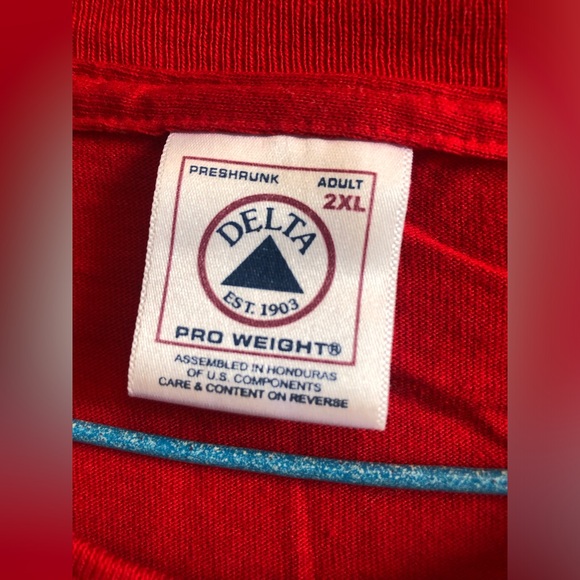 PRESHRUNK ADULT
2XL
DELTA
EST. 1903
PRO WEIGHT®
ASSEMBLED IN HONDURAS
OF U.S. COMPONENTS
CARE & CONTENT ON REVERSE